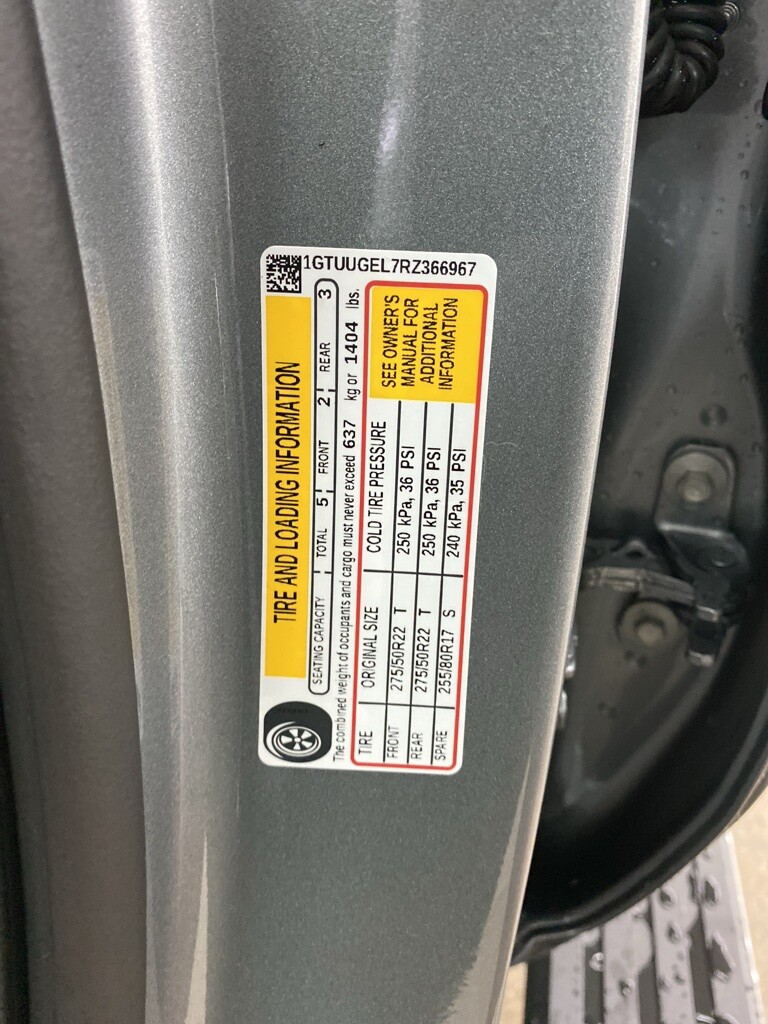 1GTUUGEL7RZ366967
TIRE AND LOADING INFORMATION
SEATING CAPACITY TOTAL 5 FRONT 2 REAR 3
The combined weight of occupants and cargo must never exceed 637 kg or 1404 lbs.
TIRE ORIGINAL SIZE COLD TIRE PRESSURE
FRONT 275/50R22 T 250 kPa, 36 PSI
REAR 275/50R22 T 250 kPa, 36 PSI
SPARE 255/80R17 S 240 kPa, 35 PSI
SEE OWNER'S
MANUAL FOR
ADDITIONAL
INFORMATION